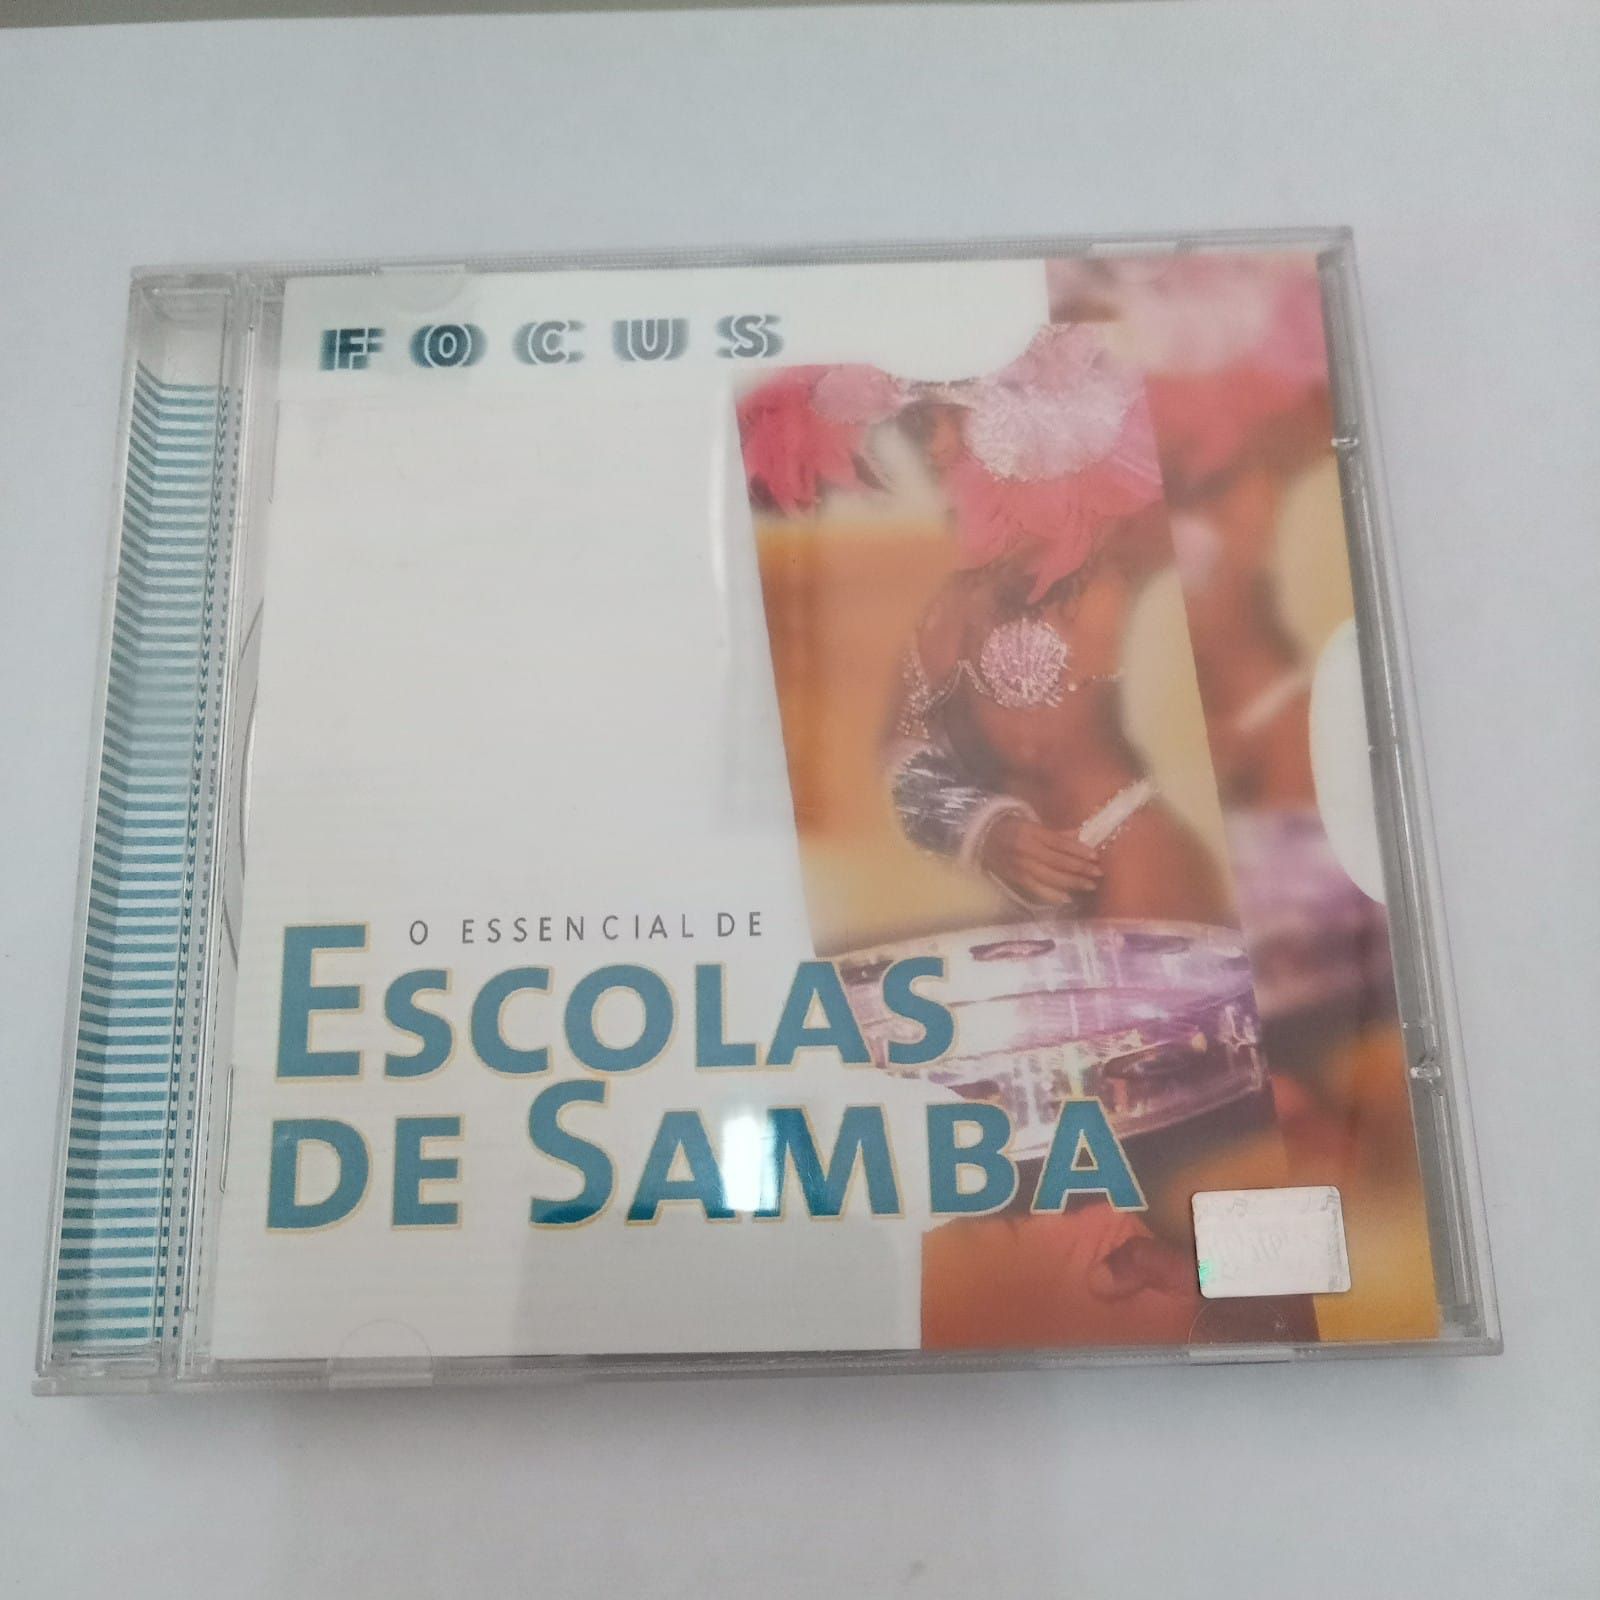 FOCUS
O ESSENCIAL DE
ESCOLAS
DE SAMBA